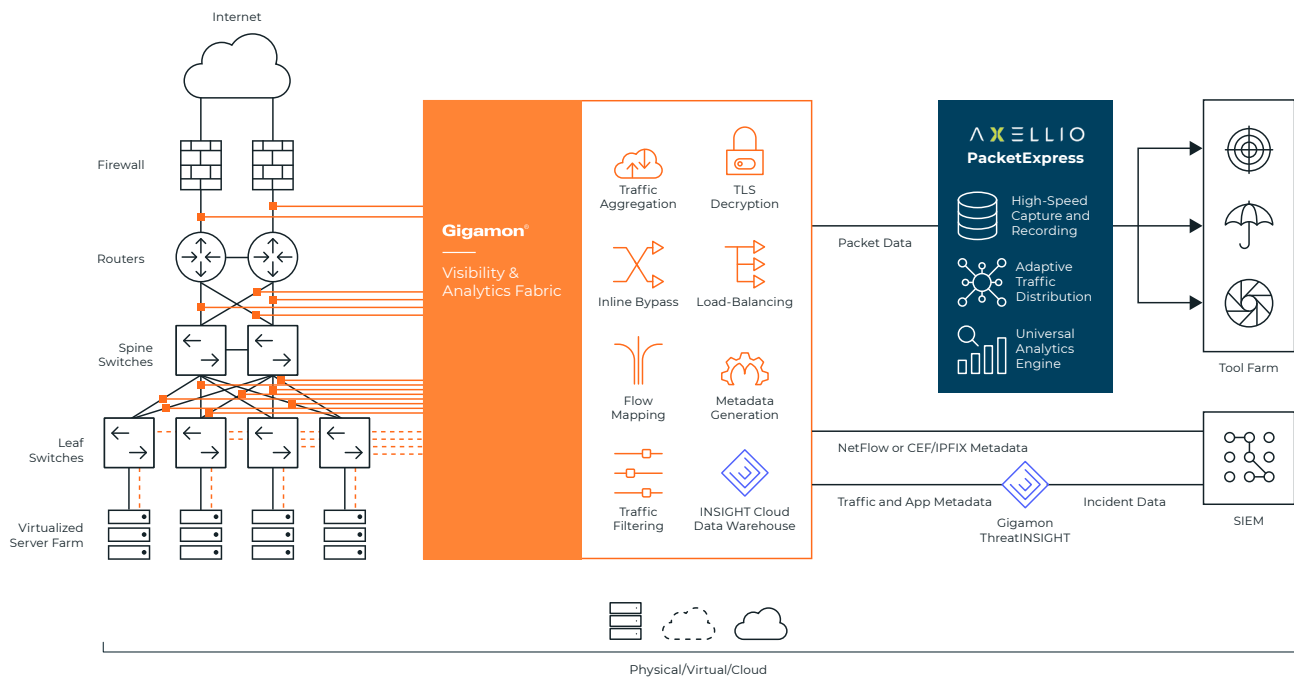 Internet
Firewall
Routers
Spine
Switches
Leaf
Switches
Virtualized
Server Farm
Gigamon®
Visibility &
Analytics Fabric
Traffic
Aggregation
TLS
Decryption
Inline Bypass
Load-Balancing
Flow
Mapping
Metadata
Generation
Traffic
Filtering
INSIGHT Cloud
Data Warehouse
Packet Data
AXELLIO
PacketExpress
High-Speed
Capture and
Recording
Adaptive
Traffic
Distribution
Universal
Analytics
Engine
Tool Farm
NetFlow or CEF/IPFIX Metadata
Traffic and App Metadata
Incident Data
Gigamon
ThreatINSIGHT
SIEM
Physical/Virtual/Cloud